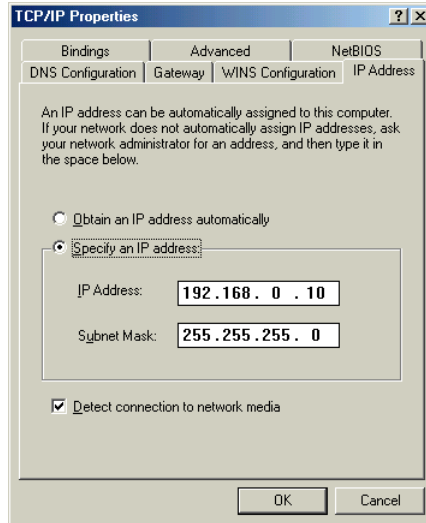 TCP/IP Properties
Bindings Advanced NetBIOS
DNS Configuration Gateway WINS Configuration IP Address
An IP address can be automatically assigned to this computer.
If your network does not automatically assign IP addresses, ask
your network administrator for an address, and then type it in
the space below.
Obtain an IP address automatically
Specify an IP address:
IP Address: 192.168. 0 .10
Subnet Mask: 255.255.255. 0
Detect connection to network media
OK Cancel